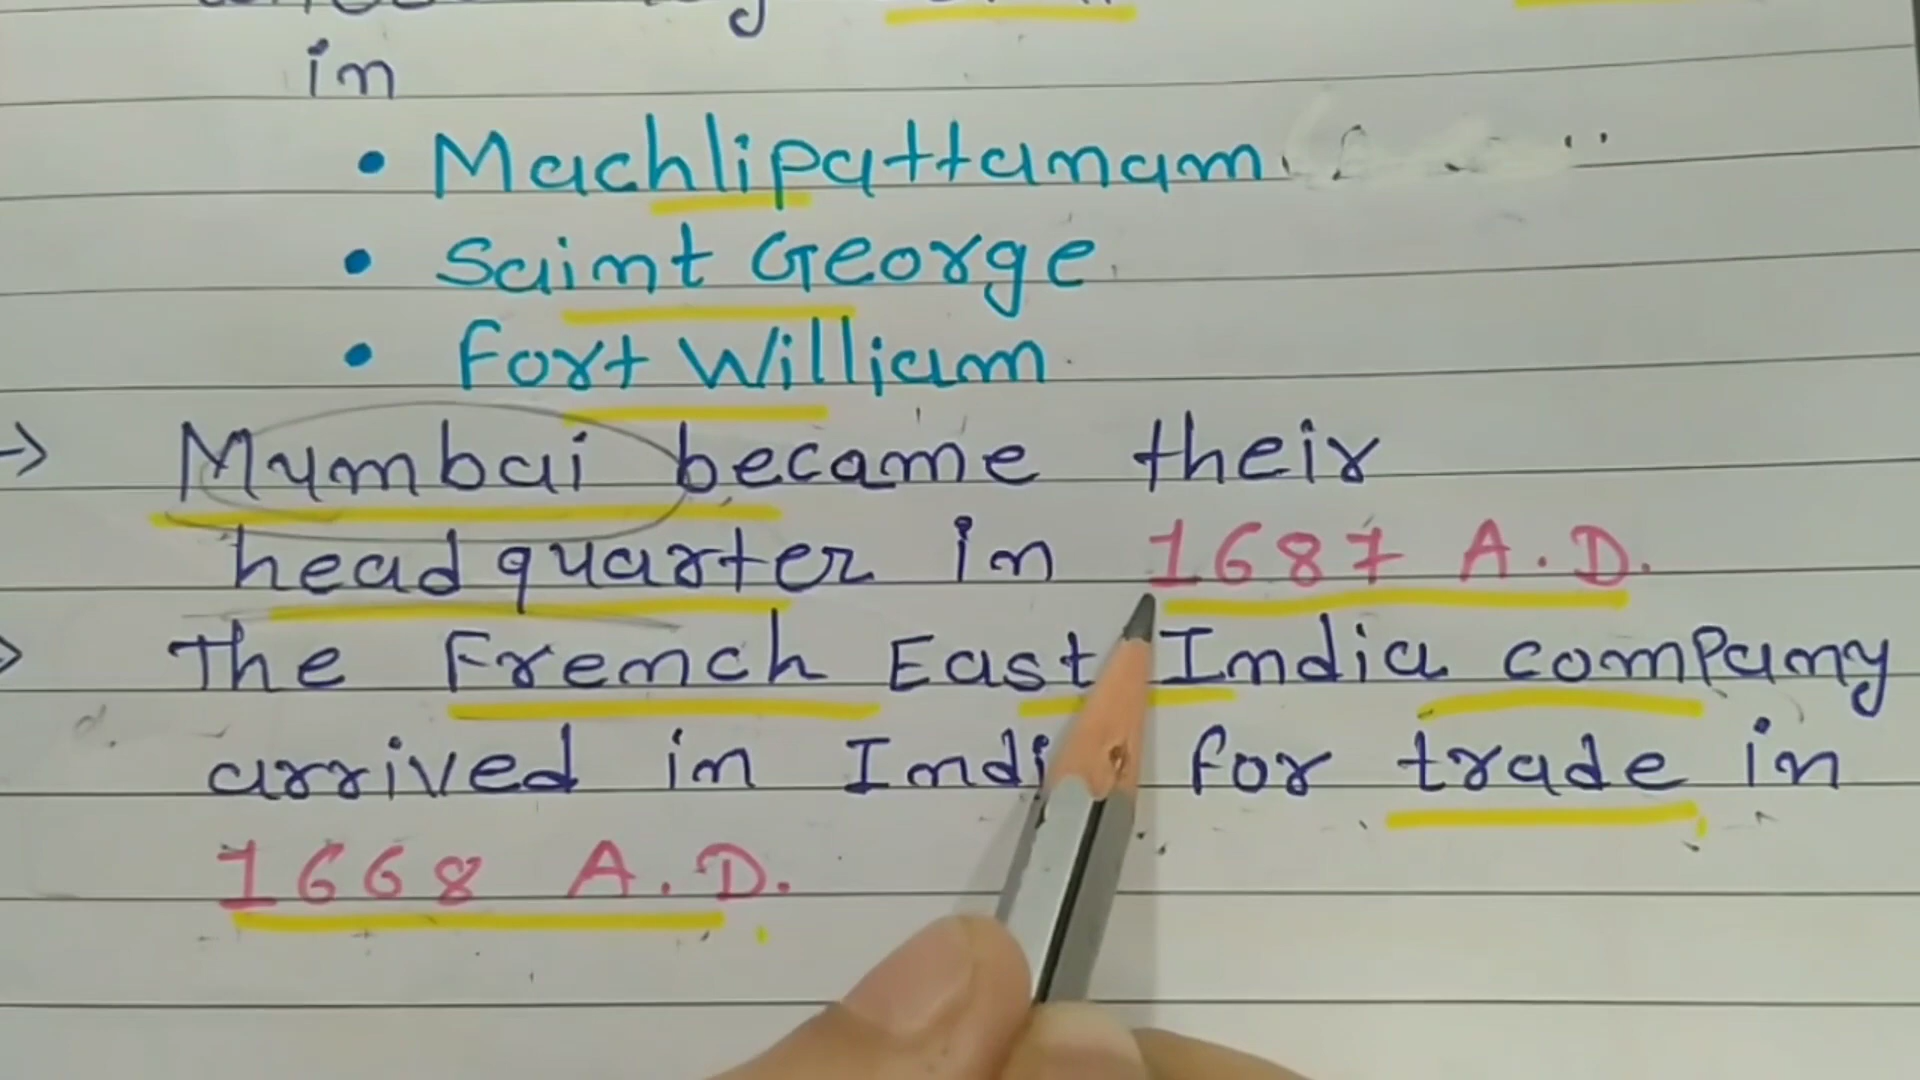 in
• Machlipattanam
• Saint George
• Fort William
→ Mumbai became their
headquarter in 1687 A.D.
→ The French East India company
arrived in India for trade in
1668 A.D.